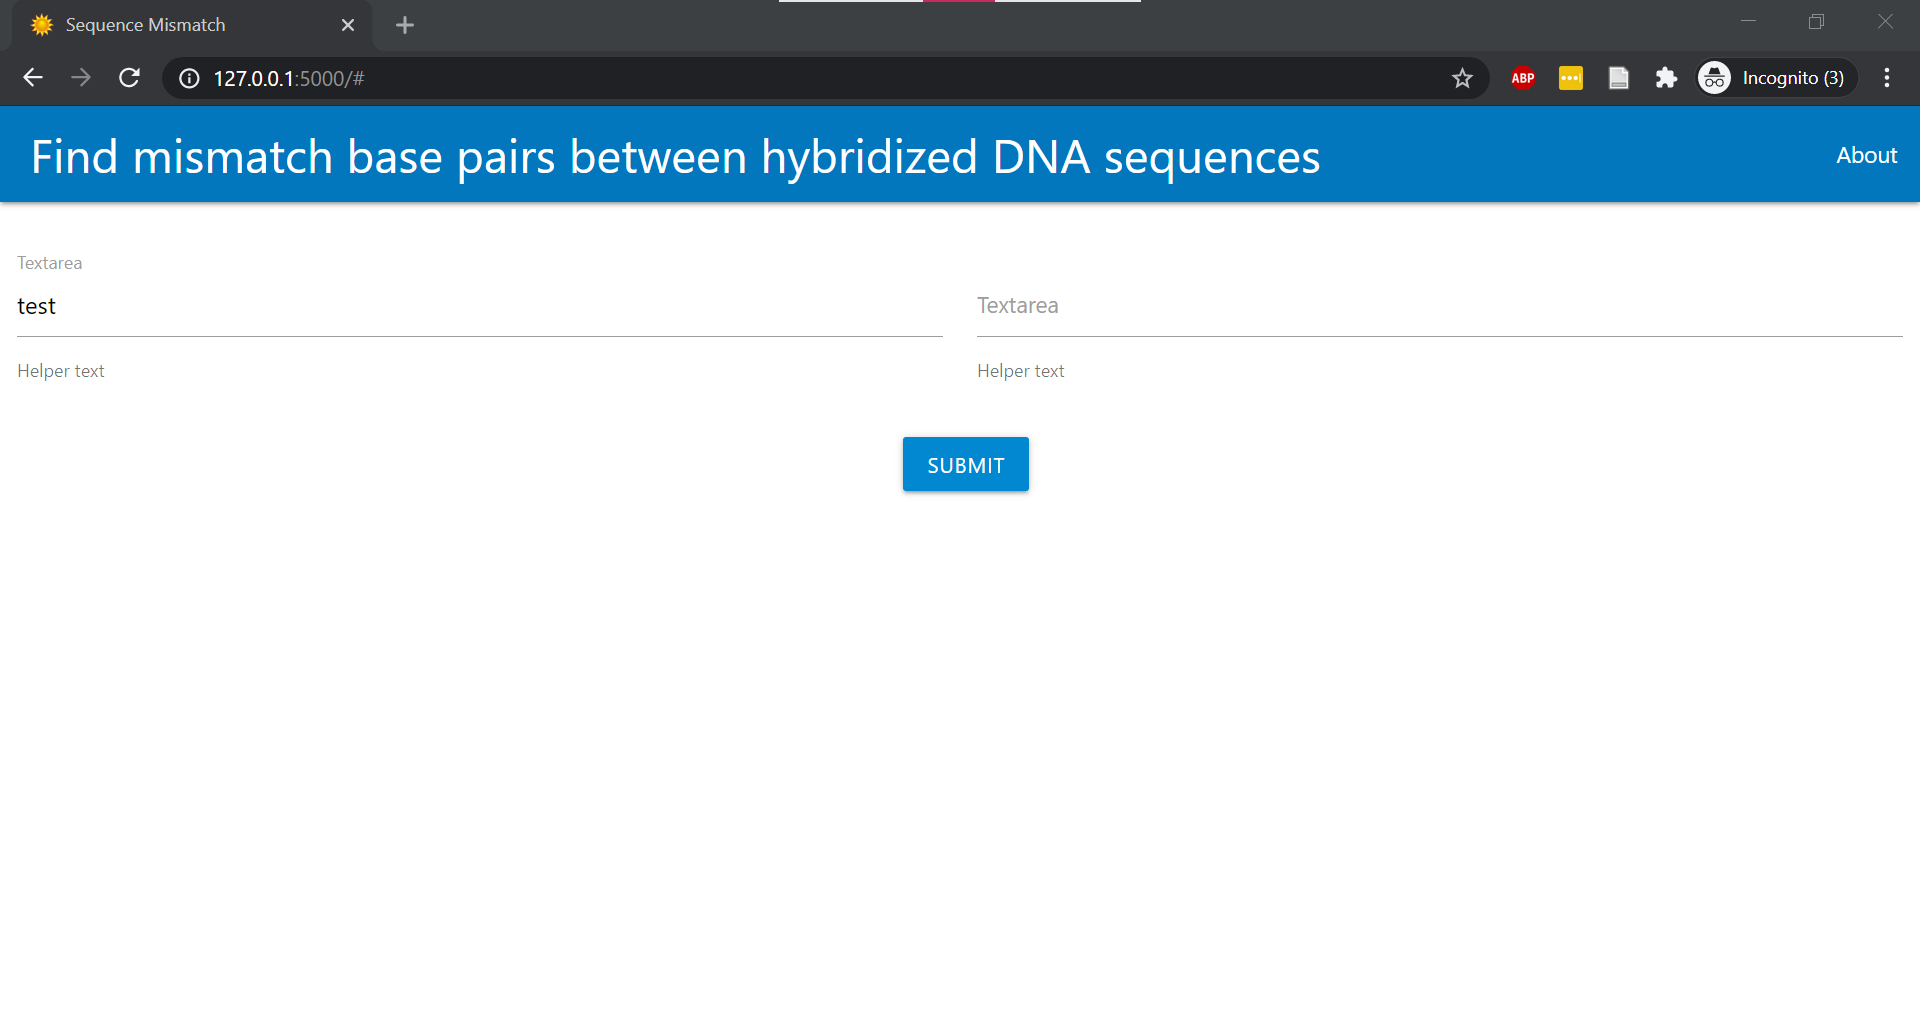 Sequence Mismatch
127.0.0.1:5000/#
ABP
Incognito (3)
Find mismatch base pairs between hybridized DNA sequences
About
Textarea
test
Textarea
Helper text
Helper text
SUBMIT